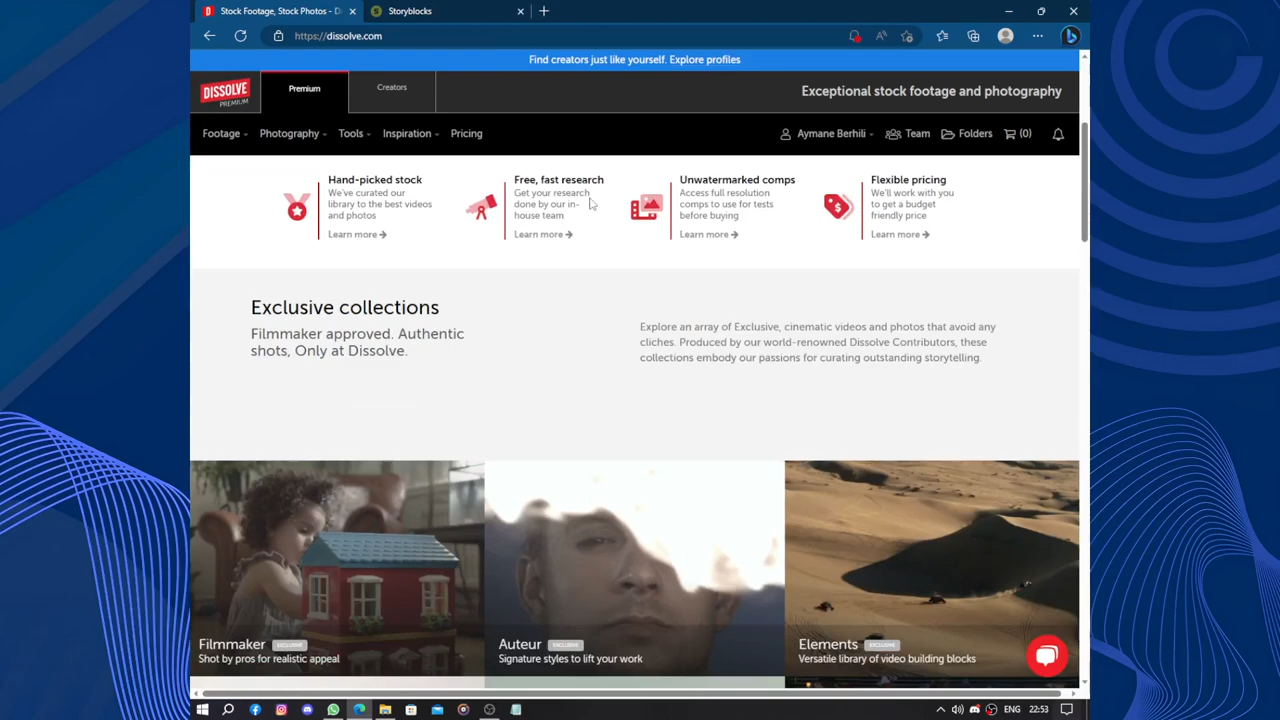 Stock Footage, Stock Photos - D
Storyblocks
https://dissolve.com
Find creators just like yourself. Explore profiles
DISSOLVE
PREMIUM
Premium
Creators
Exceptional stock footage and photography
Footage
Photography
Tools
Inspiration
Pricing
Aymane Berhili
Team
Folders
(0)
Hand-picked stock
We've curated our
library to the best videos
and photos
Learn more
Free, fast research
Get your research
done by our in-
house team
Learn more
Unwatermarked comps
Access full resolution
comps to use for tests
before buying
Learn more
Flexible pricing
We'll work with you
to get a budget
friendly price
Learn more
Exclusive collections
Filmmaker approved. Authentic
shots, Only at Dissolve.
Explore an array of Exclusive, cinematic videos and photos that avoid any
cliches. Produced by our world-renowned Dissolve Contributors, these
collections embody our passions for curating outstanding storytelling.
Filmmaker EXCLUSIVE
Shot by pros for realistic appeal
Auteur EXCLUSIVE
Signature styles to lift your work
Elements EXCLUSIVE
Versatile library of video building blocks
ENG
22:53